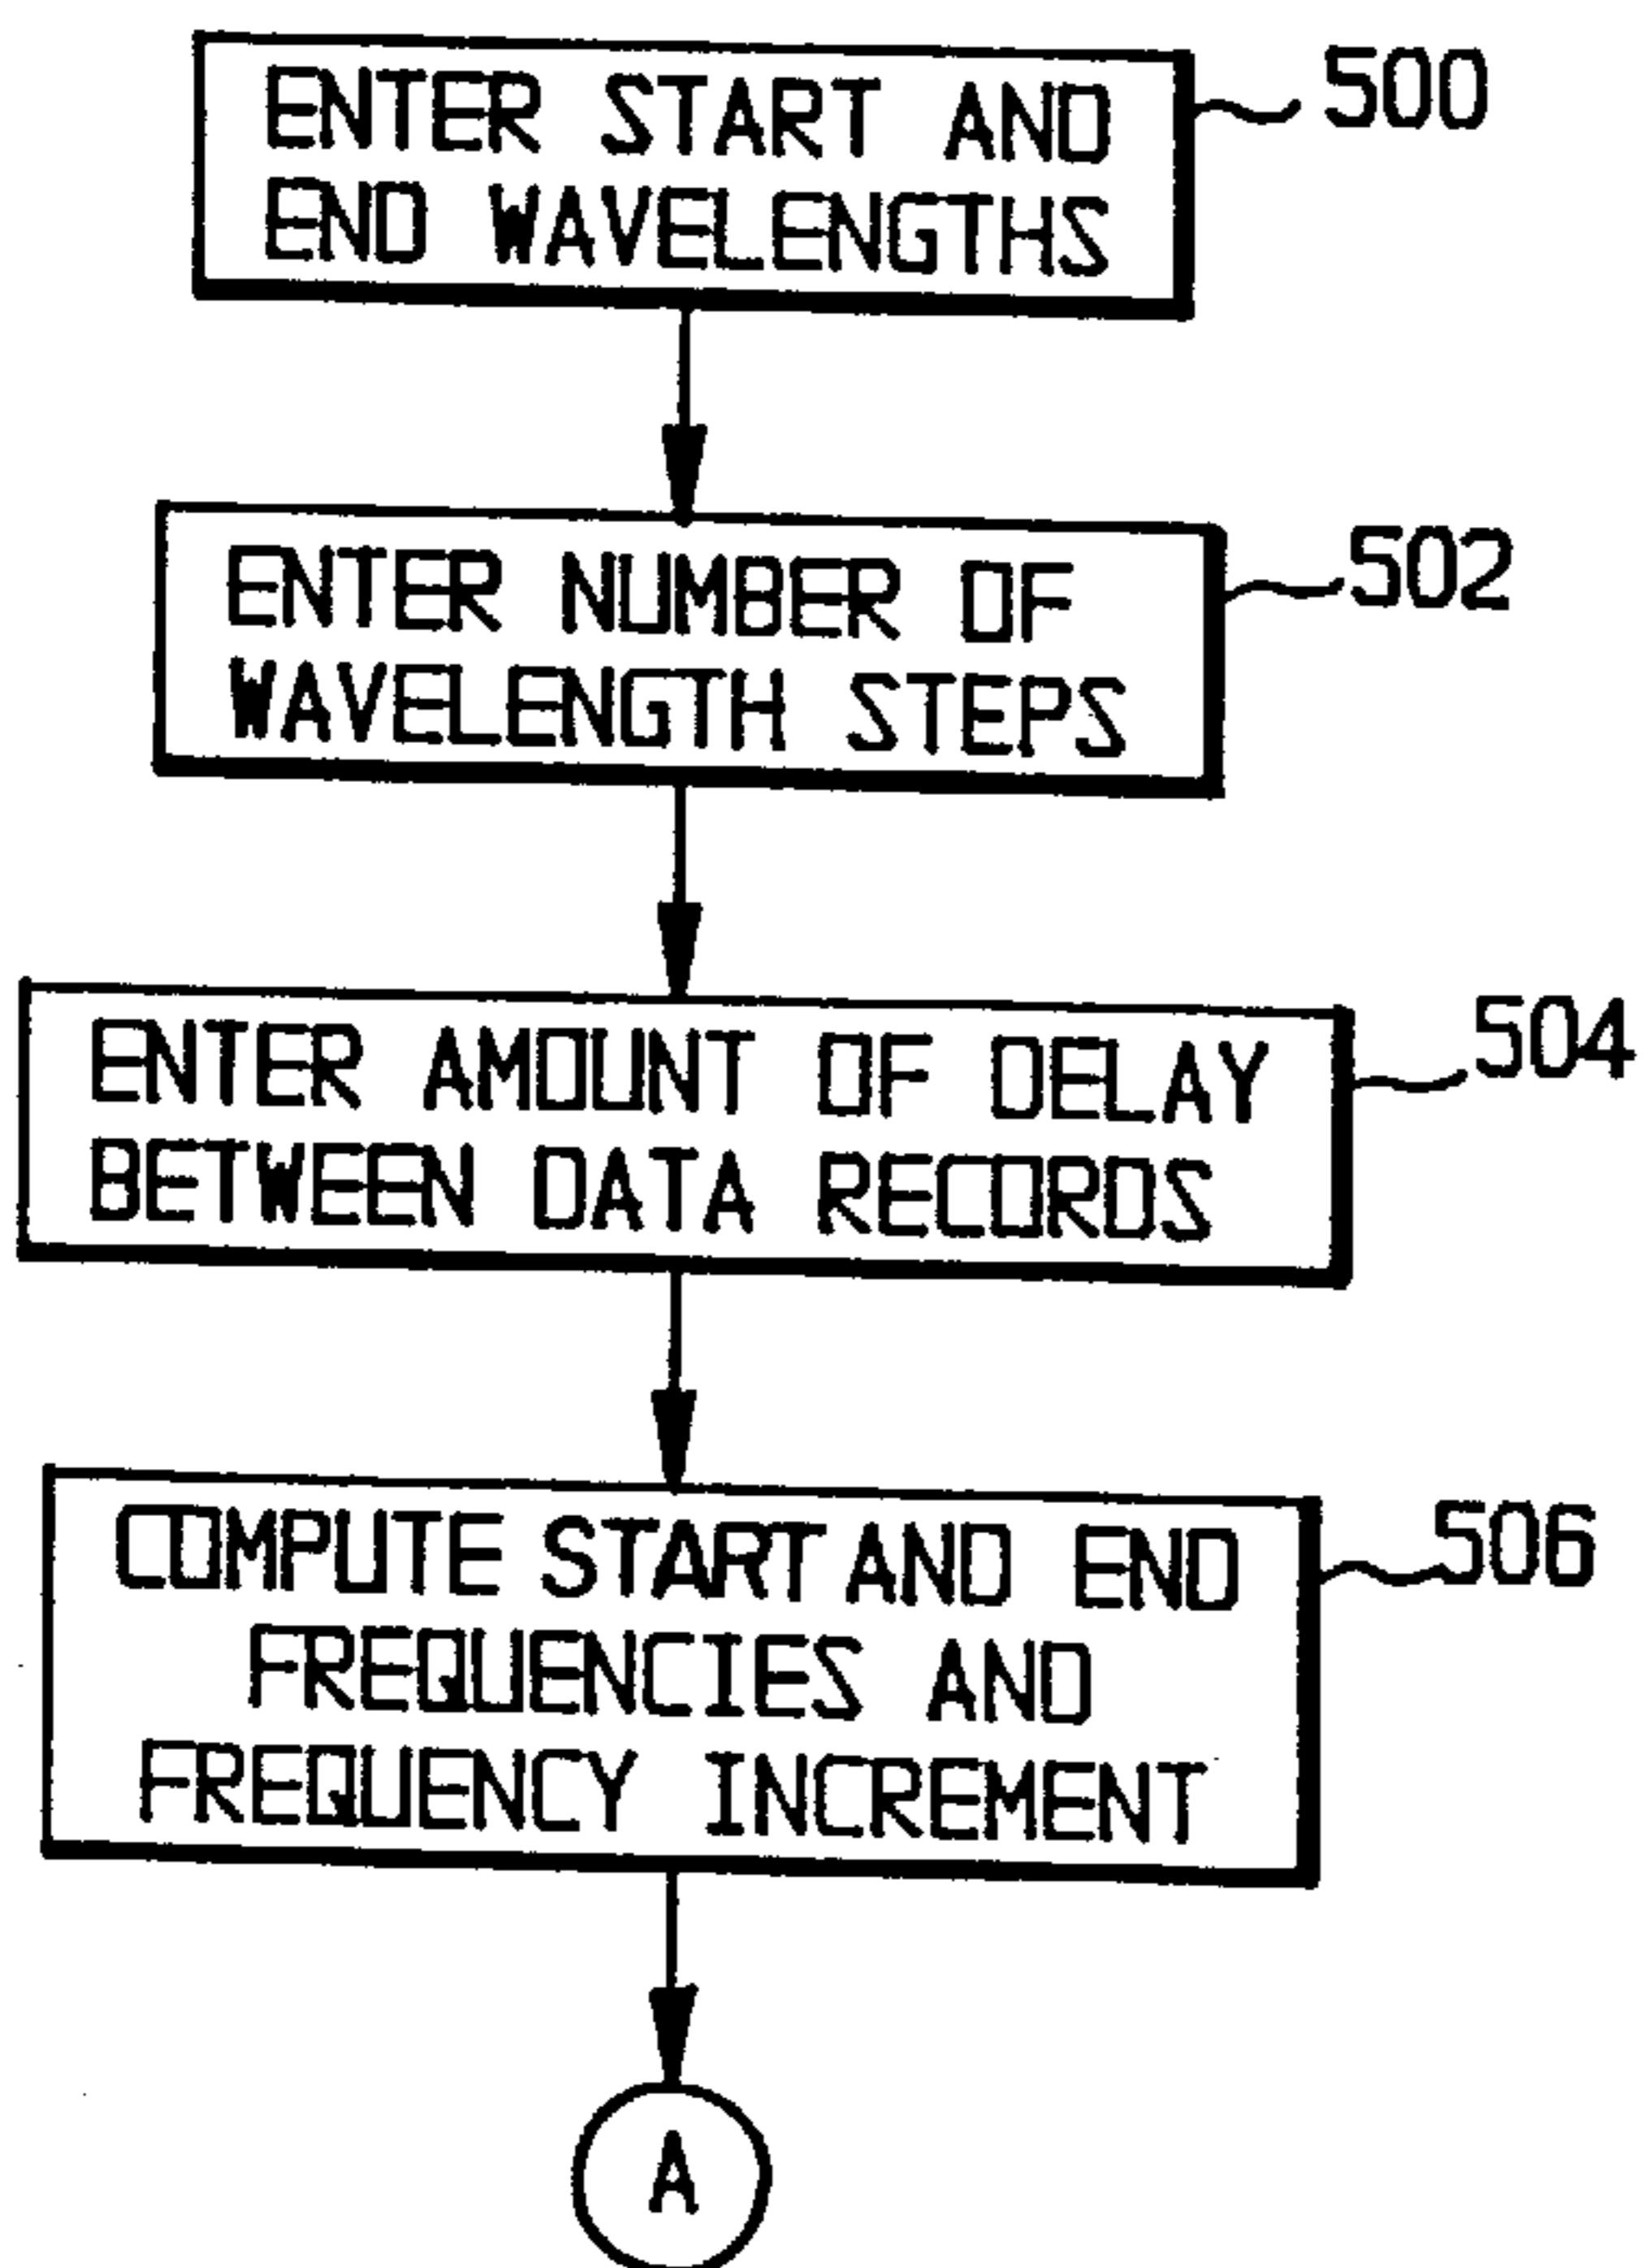 ENTER START AND
END WAVELENGTHS
500
ENTER NUMBER OF
WAVELENGTH STEPS
502
ENTER AMOUNT OF DELAY
BETWEEN DATA RECORDS
504
COMPUTE START AND END
FREQUENCIES AND
FREQUENCY INCREMENT
506
A